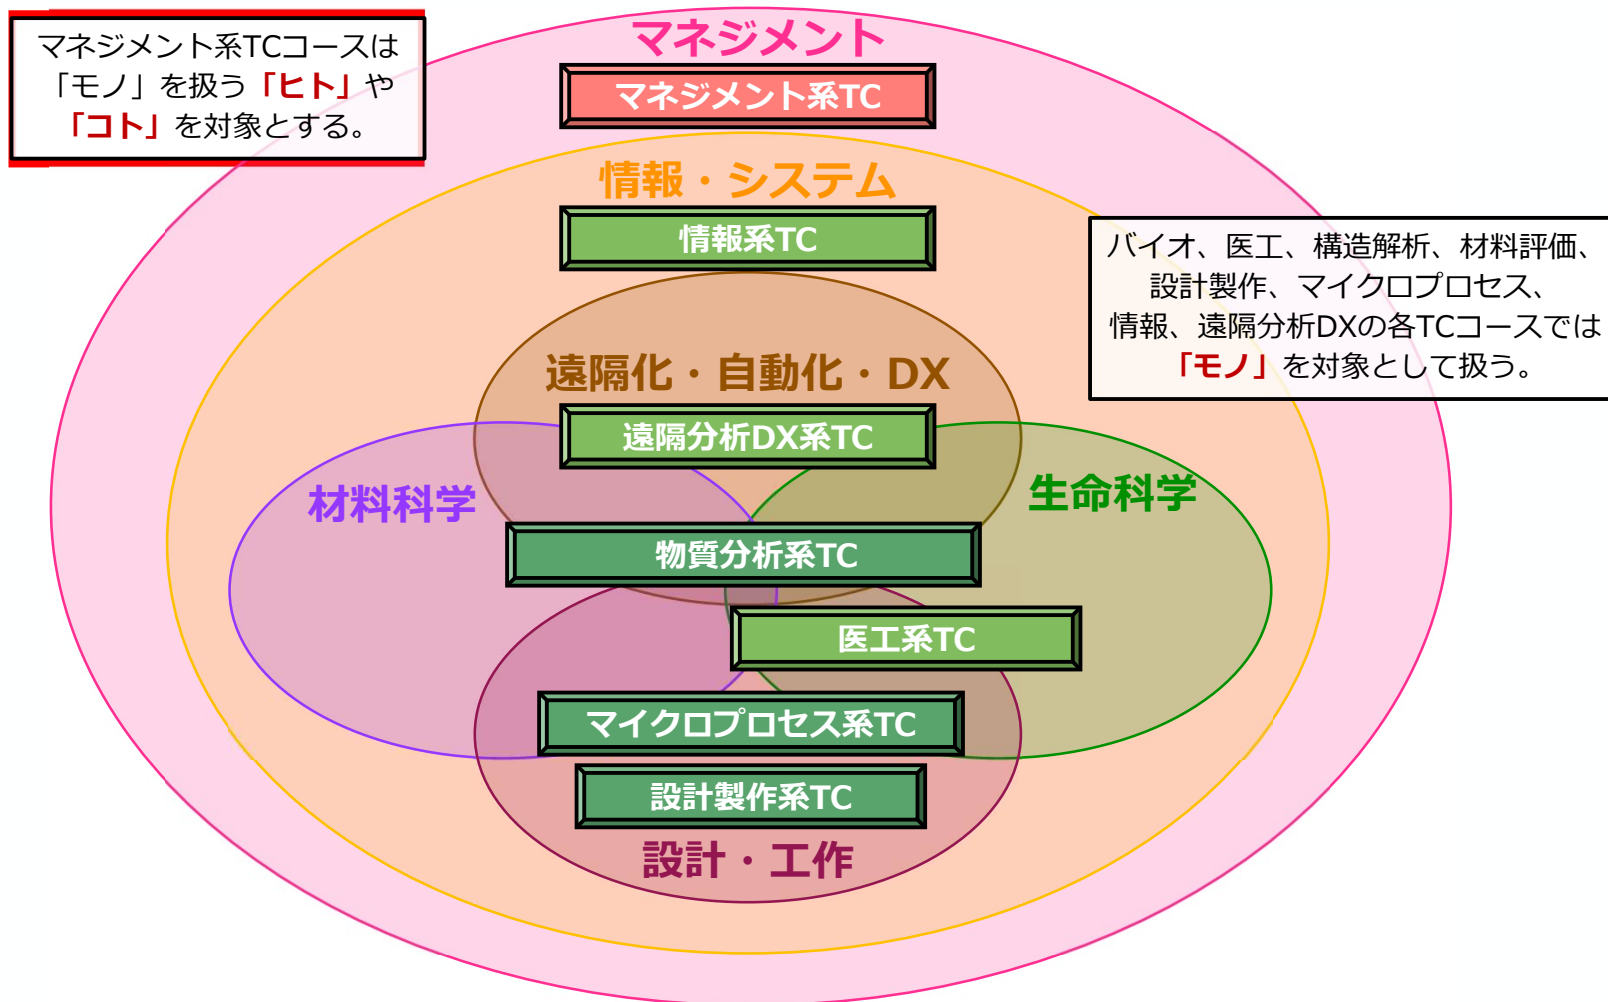 マネジメント系TCコースは
「モノ」を扱う「ヒト」や
「コト」を対象とする。
マネジメント
マネジメント系TC
情報・システム
情報系TC
バイオ、医工、構造解析、材料評価、
設計製作、マイクロプロセス、
情報、遠隔分析DXの各TCコースでは
「モノ」を対象として扱う。
遠隔化・自動化・DX
遠隔分析DX系TC
材料科学
生命科学
物質分析系TC
医工系TC
マイクロプロセス系TC
設計製作系TC
設計・工作